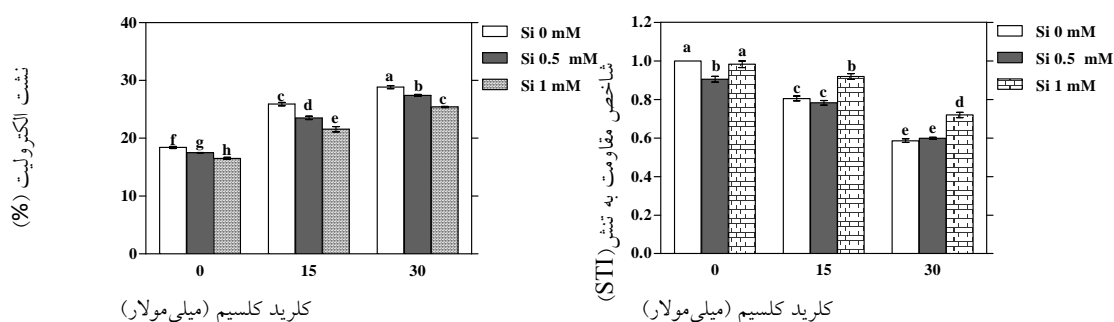 نشت الکترولیت (%)
40
30
20
10
0
f g h
c d e
a b c
0 15 30
کلرید کلسیم (میلی‌مولار)
Si 0 mM
Si 0.5 mM
Si 1 mM
شاخص مقاومت به تنش (STI)
1.2
1.0
0.8
0.6
0.4
0.2
0.0
a b a
c c b
e e d
0 15 30
کلرید کلسیم (میلی‌مولار)
Si 0 mM
Si 0.5 mM
Si 1 mM